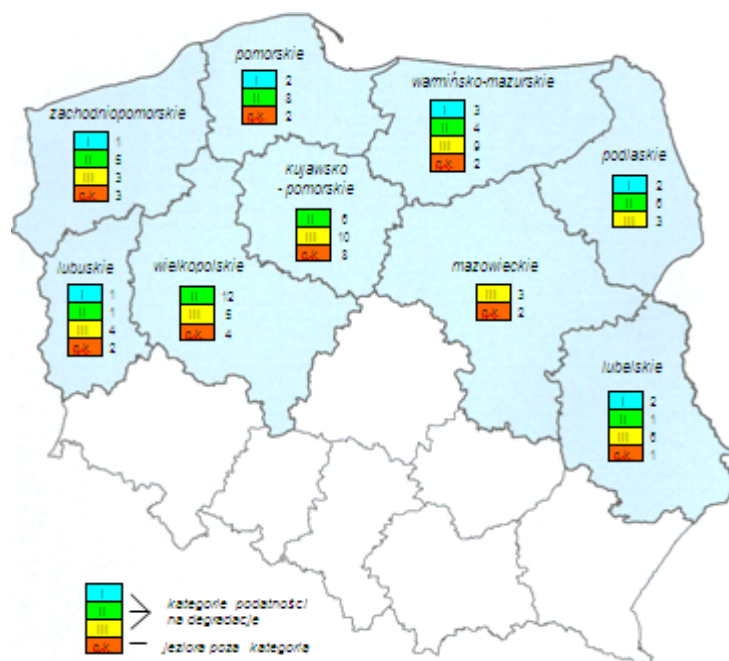 pomorskie
I 2
II 8
p.k. 2
warmińsko-mazurskie
I 3
II 4
III 9
p.k. 2
zachodniopomorskie
I 1
II 5
III 3
p.k. 3
podlaskie
I 2
II 6
III 3
kujawsko
- pomorskie
II 6
III 10
p.k. 8
lubuskie
I 1
II 1
III 4
p.k. 2
wielkopolskie
II 12
III 5
p.k. 4
mazowieckie
III 3
p.k. 2
lubelskie
I 2
II 1
III 6
p.k. 1
I
II
III
p.k.
kategorie podatności
na degradacje
jeziora poza kategoria